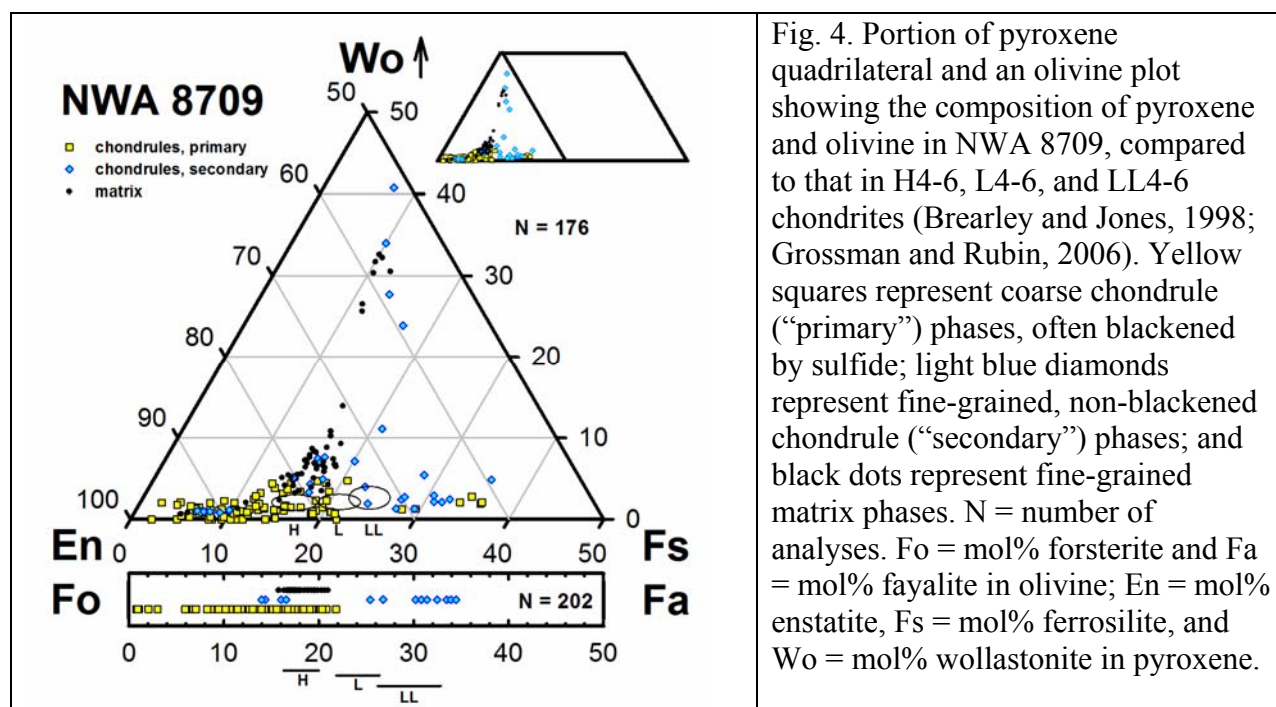 Wo ↑
NWA 8709
chondrules, primary
chondrules, secondary
matrix
50 50
60 40
N = 176
70 30
80 20
90 10
100 0
H L LL
En 0 10 20 30 40 50 Fs
Fo N = 202 Fa
0 10 20 30 40 50
H L LL
Fig. 4. Portion of pyroxene
quadrilateral and an olivine plot
showing the composition of pyroxene
and olivine in NWA 8709, compared
to that in H4-6, L4-6, and LL4-6
chondrites (Brearley and Jones, 1998;
Grossman and Rubin, 2006). Yellow
squares represent coarse chondrule
(“primary”) phases, often blackened
by sulfide; light blue diamonds
represent fine-grained, non-blackened
chondrule (“secondary”) phases; and
black dots represent fine-grained
matrix phases. N = number of
analyses. Fo = mol% forsterite and Fa
= mol% fayalite in olivine; En = mol%
enstatite, Fs = mol% ferrosilite, and
Wo = mol% wollastonite in pyroxene.